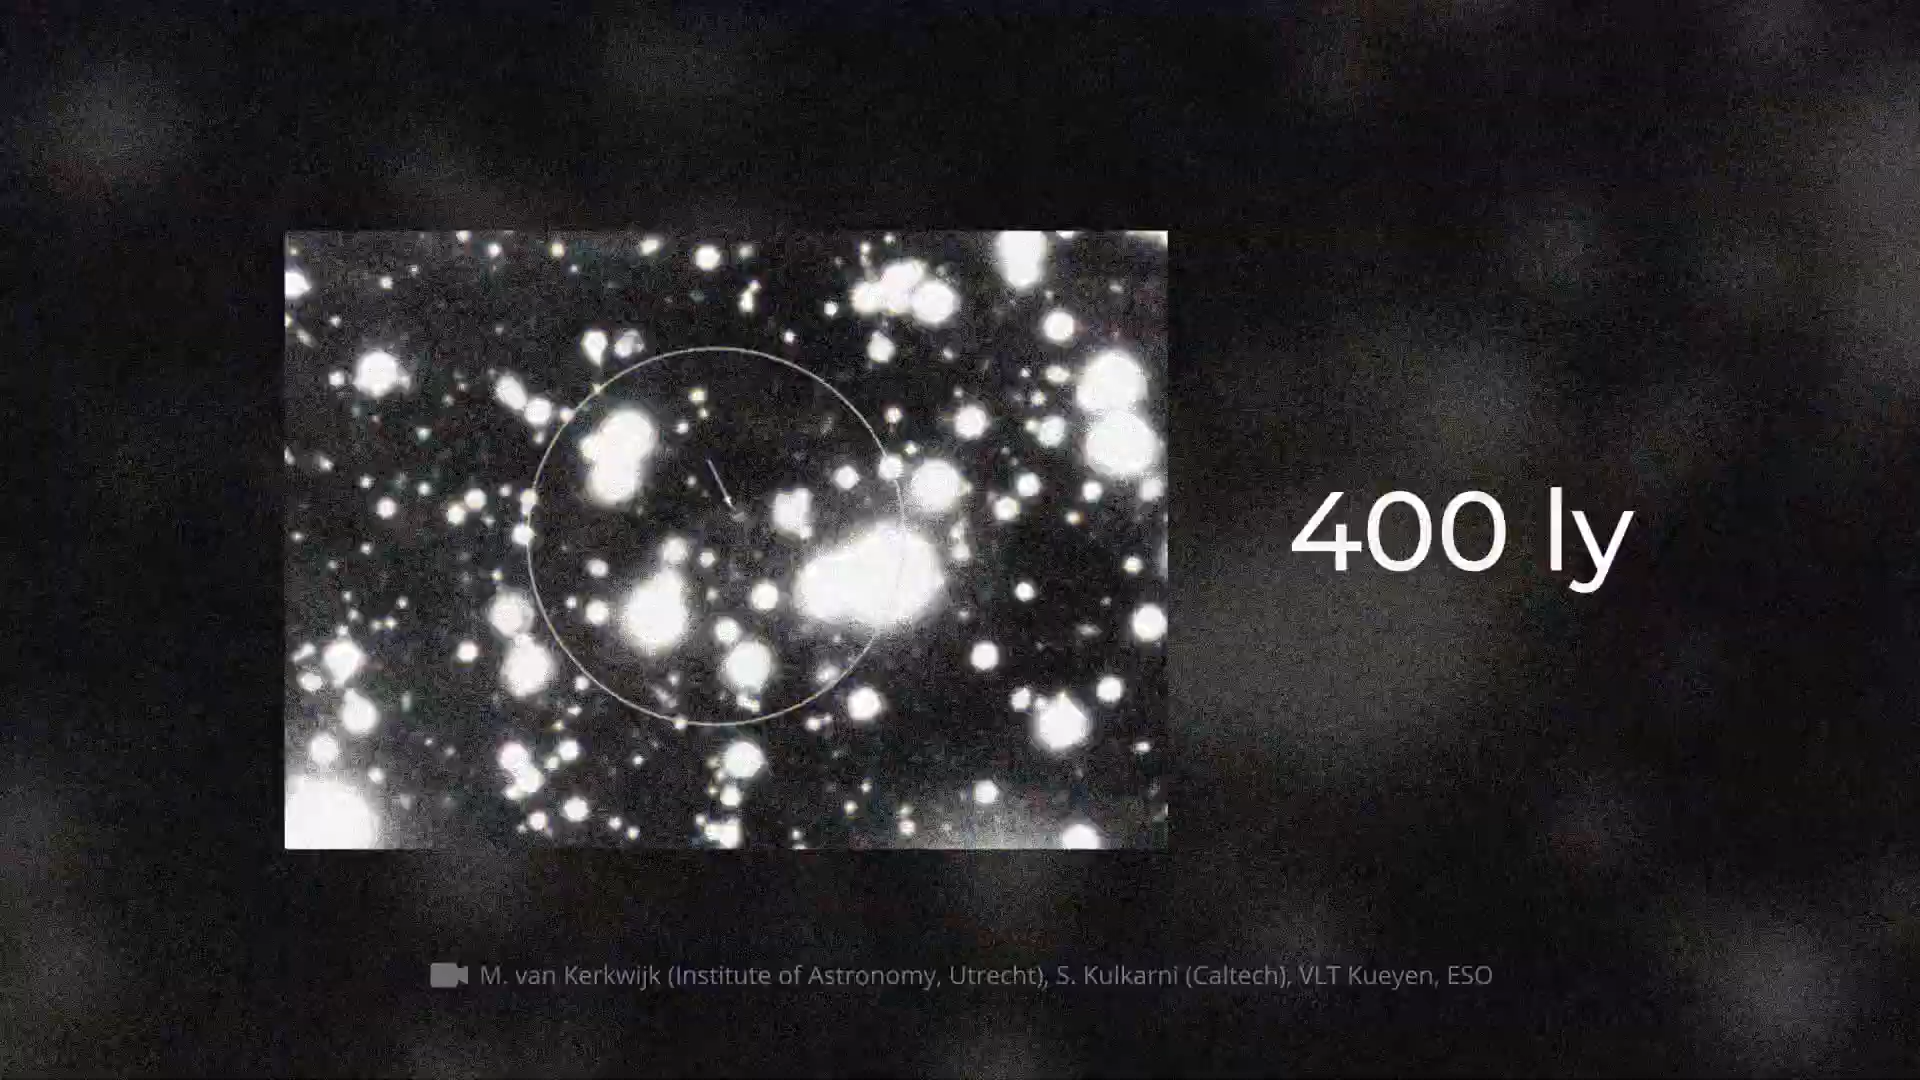 400 ly
M. van Kerkwijk (Institute of Astronomy, Utrecht), S. Kulkarni (Caltech), VLT Kueyen, ESO